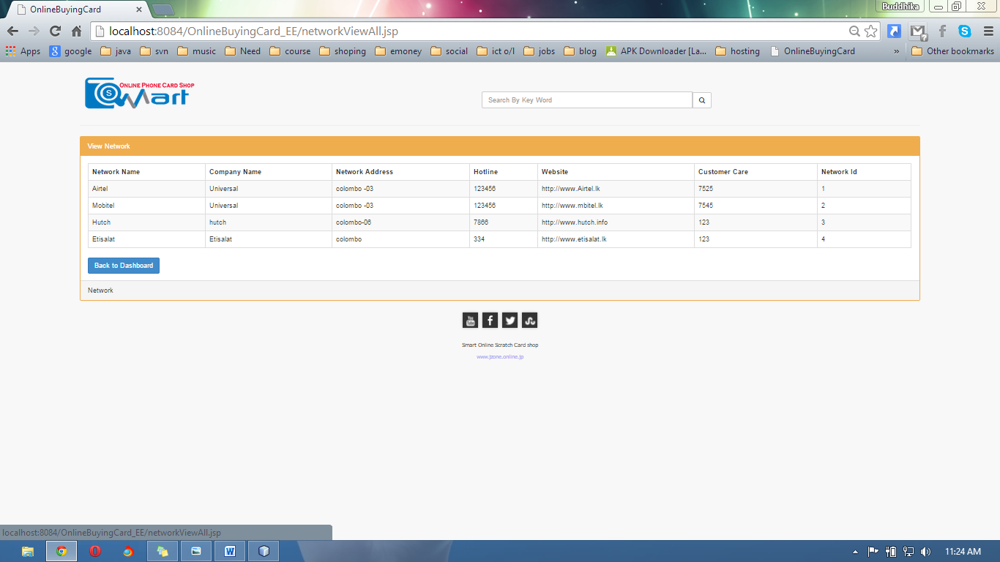 OnlineBuyingCard
Buddhika
localhost:8084/OnlineBuyingCard_EE/networkViewAll.jsp
Apps google java svn music Need course shoping emoney social ict o/l jobs blog APK Downloader [La... hosting OnlineBuyingCard » Other bookmarks
Online Phone Card Shop
S
Mart
Search By Key Word
View Network
Network Name Company Name Network Address Hotline Website Customer Care Network Id
Airtel Universal colombo -03 123456 http://www.Airtel.lk 7525 1
Mobitel Universal colombo -03 123456 http://www.mbitel.lk 7545 2
Hutch hutch colombo-06 7866 http://www.hutch.info 123 3
Etisalat Etisalat colombo 334 http://www.etisalat.lk 123 4
Back to Dashboard
Network
You Tube
Smart Online Scratch Card shop
www.jzone.online.jp
localhost:8084/OnlineBuyingCard_EE/networkViewAll.jsp
11:24 AM